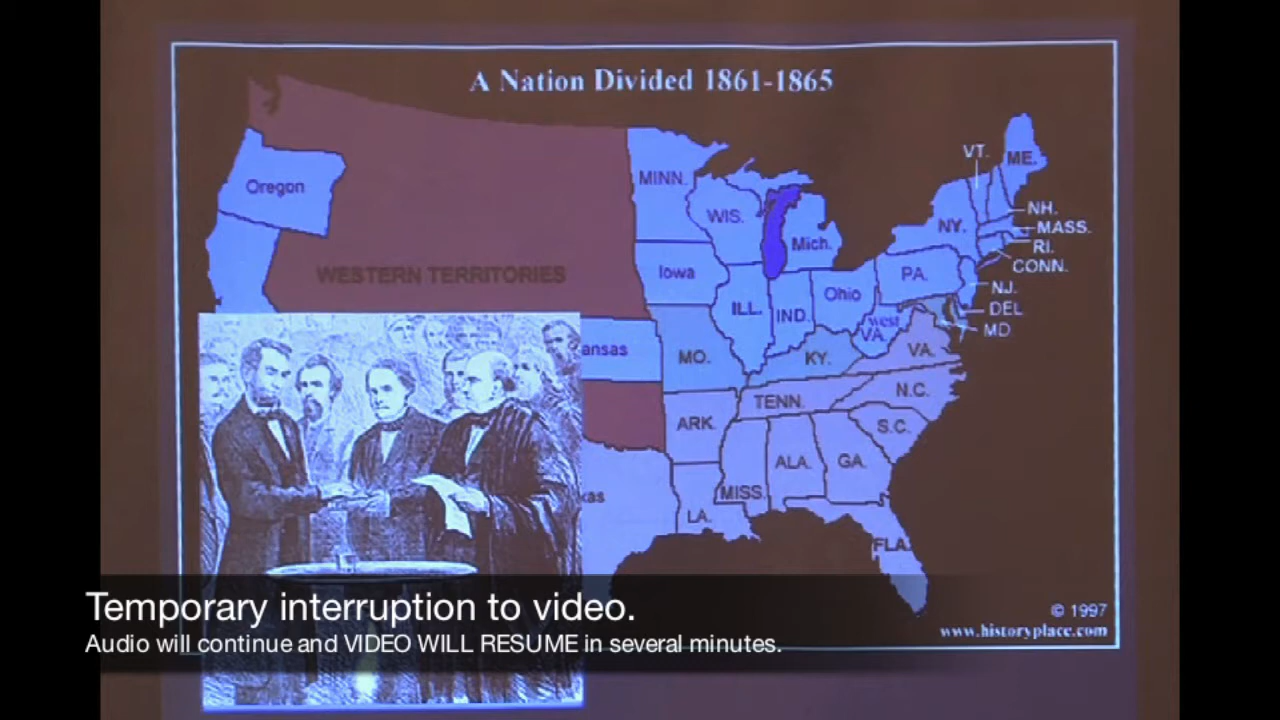 A Nation Divided 1861-1865
VT.
ME.
MINN.
Oregon
NH.
WIS.
NY.
MASS.
Mich.
RI.
CONN.
WESTERN TERRITORIES
Iowa
PA.
Ohio
NJ.
ILL.
IND.
DEL
west
VA.
MD
ansas
MO.
KY.
VA.
N.C.
TENN.
ARK.
S.C.
ALA.
GA.
MISS.
xas
LA.
FLA.
Temporary interruption to video.
© 1997
www.historyplace.com
Audio will continue and VIDEO WILL RESUME in several minutes.